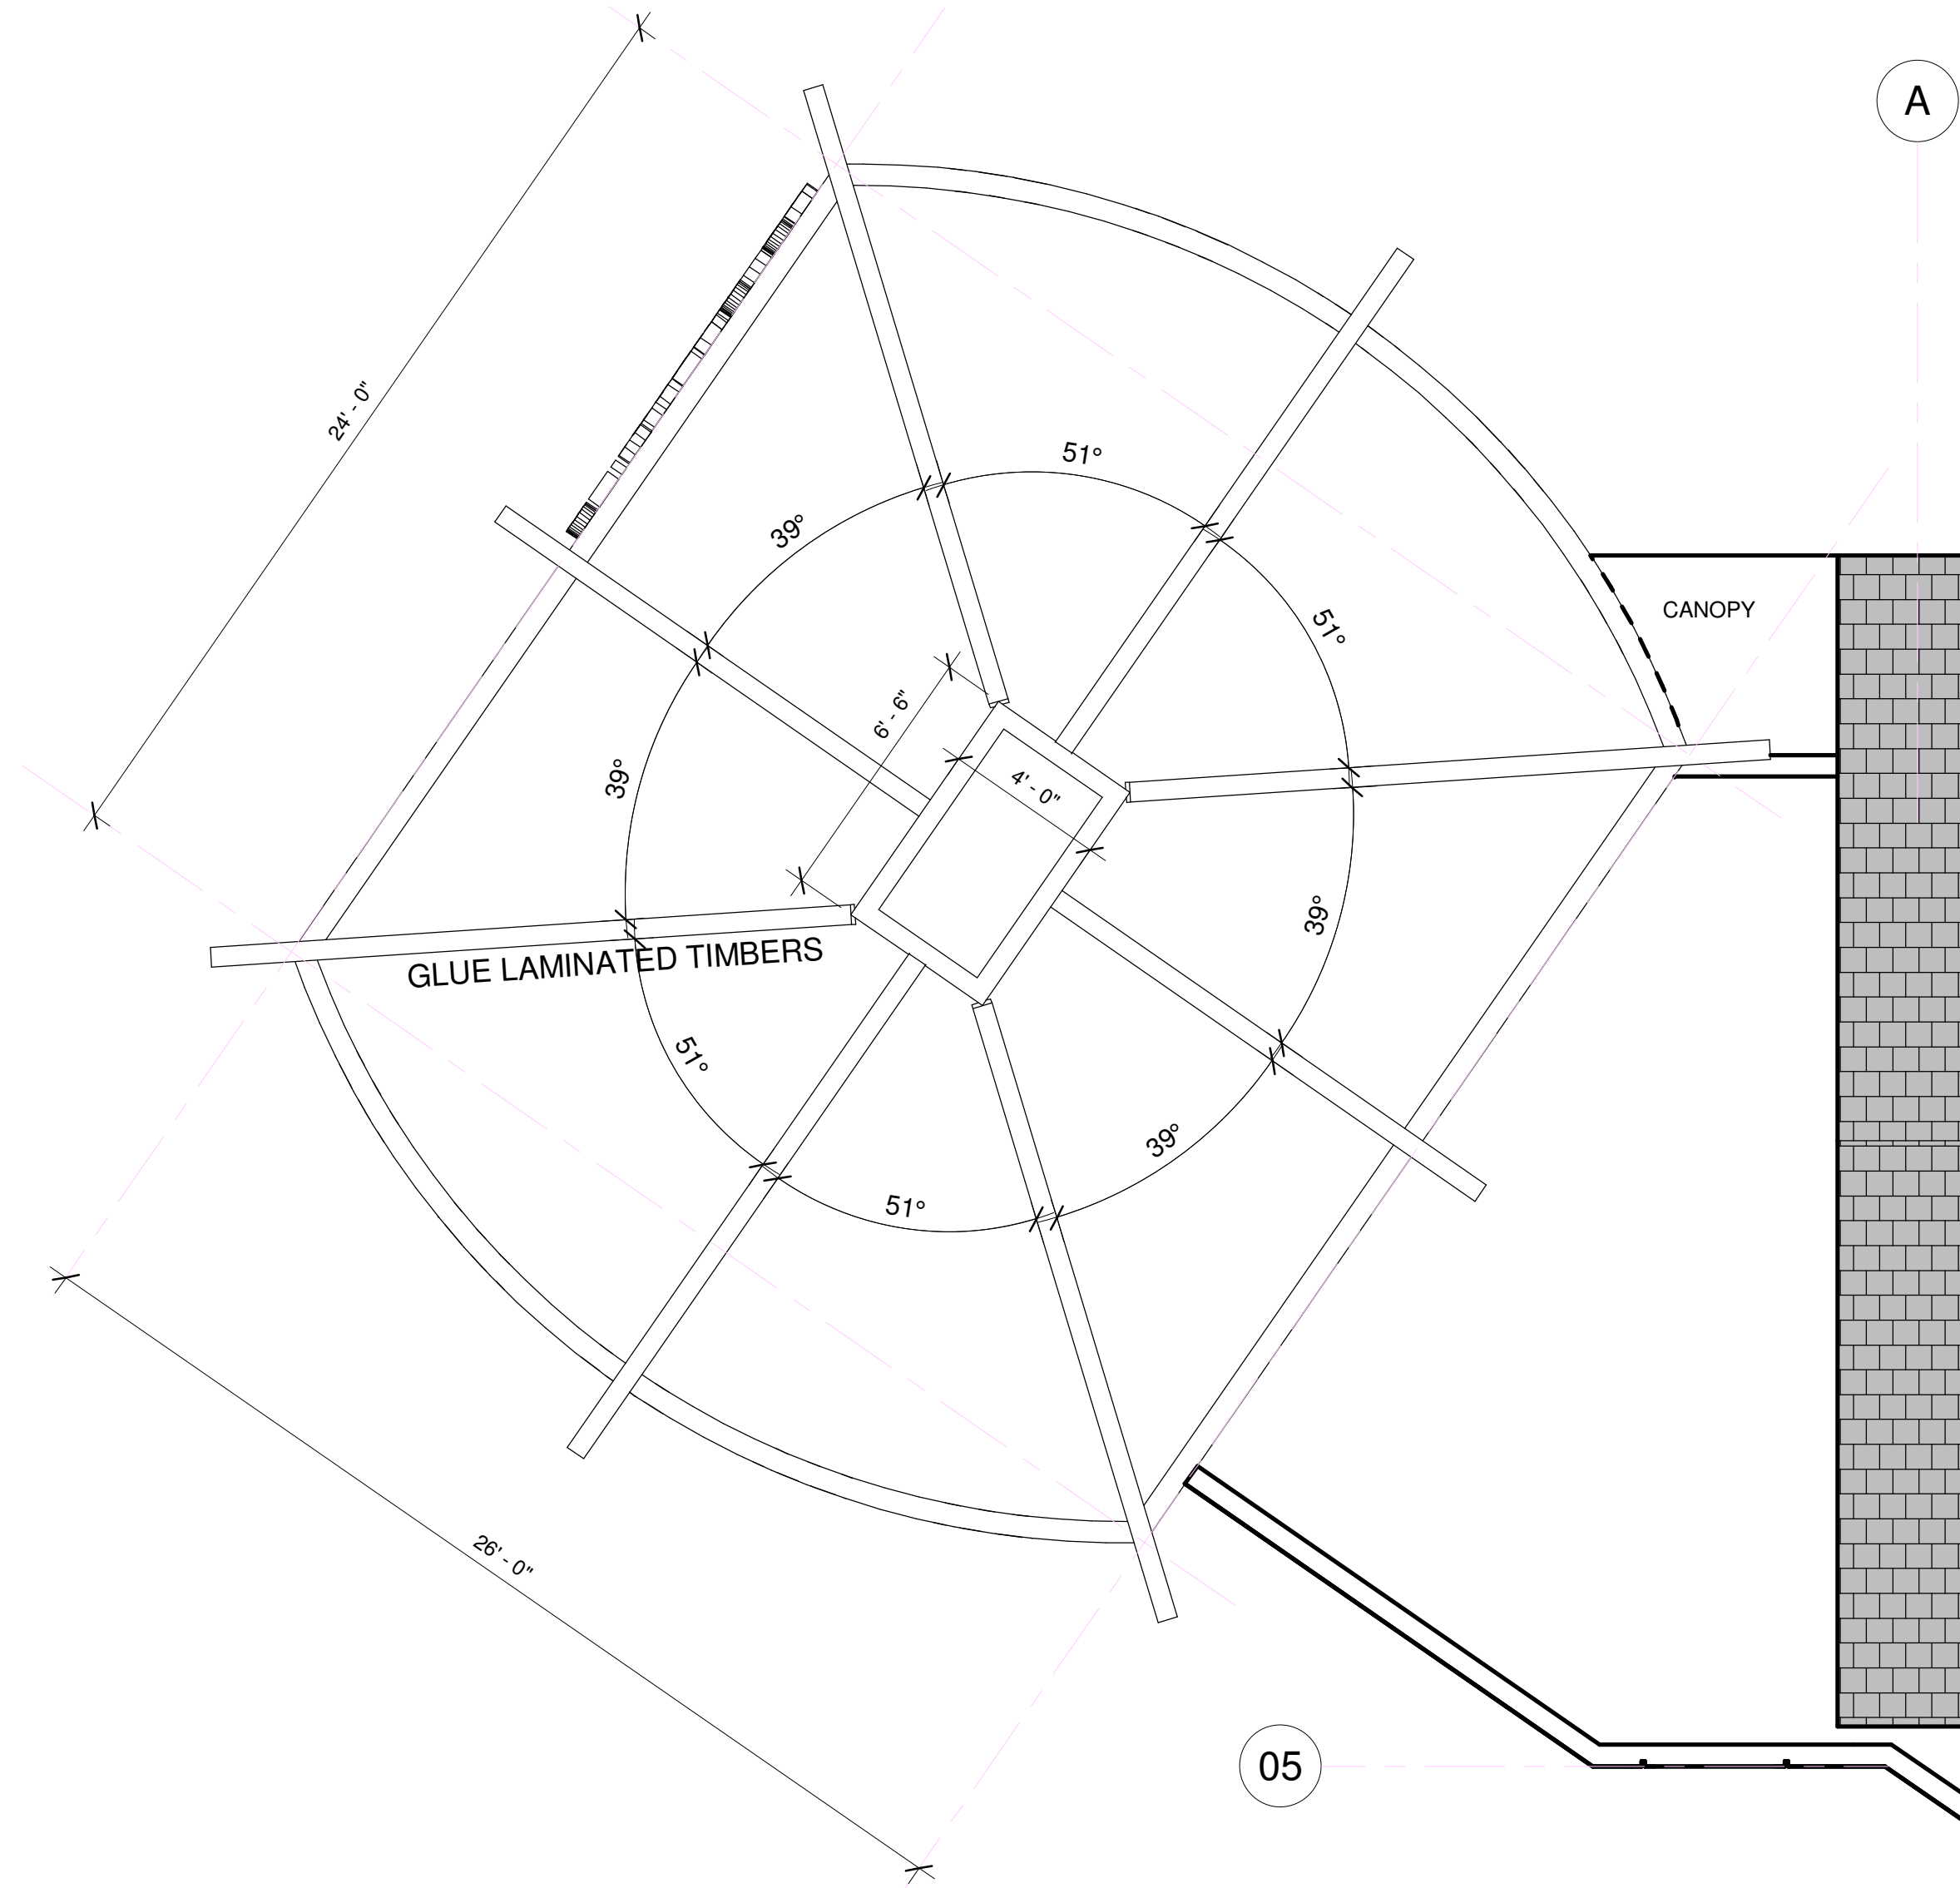 A
24' - 0"
51°
39°
51°
CANOPY
6' - 6"
4' - 0"
39°
39°
GLUE LAMINATED TIMBERS
51°
39°
51°
26' - 0"
05